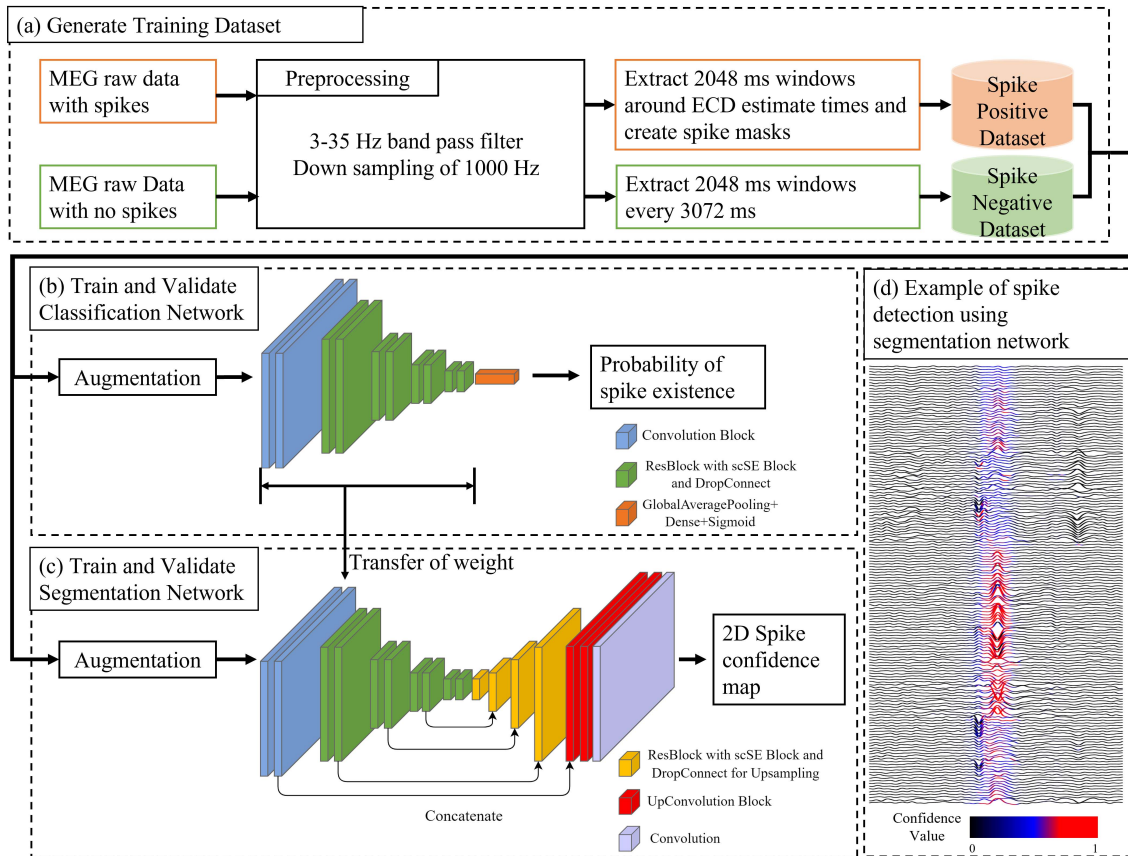 (a) Generate Training Dataset
MEG raw data
with spikes
Preprocessing
3-35 Hz band pass filter
Down sampling of 1000 Hz
Extract 2048 ms windows
around ECD estimate times and
create spike masks
Spike
Positive
Dataset
MEG raw Data
with no spikes
Extract 2048 ms windows
every 3072 ms
Spike
Negative
Dataset
(b) Train and Validate
Classification Network
Augmentation
Probability of
spike existence
Convolution Block
ResBlock with scSE Block
and DropConnect
GlobalAveragePooling+
Dense+Sigmoid
Transfer of weight
(c) Train and Validate
Segmentation Network
Augmentation
2D Spike
confidence
map
Concatenate
ResBlock with scSE Block and
DropConnect for Upsampling
UpConvolution Block
Convolution
(d) Example of spike
detection using
segmentation network
Confidence
Value
0
1